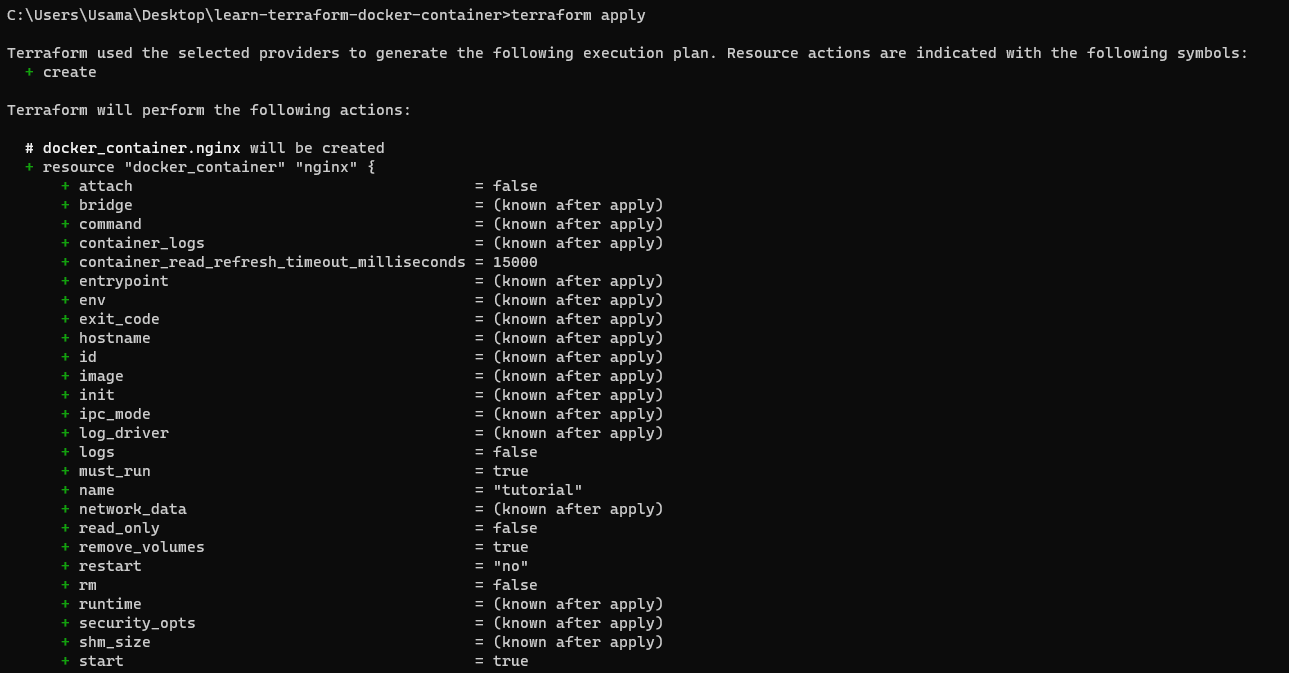 C:\Users\Usama\Desktop\learn-terraform-docker-container>terraform apply
Terraform used the selected providers to generate the following execution plan. Resource actions are indicated with the following symbols:
  + create
Terraform will perform the following actions:
  # docker_container.nginx will be created
  + resource "docker_container" "nginx" {
      + attach                                      = false
      + bridge                                      = (known after apply)
      + command                                     = (known after apply)
      + container_logs                              = (known after apply)
      + container_read_refresh_timeout_milliseconds = 15000
      + entrypoint                                  = (known after apply)
      + env                                         = (known after apply)
      + exit_code                                   = (known after apply)
      + hostname                                    = (known after apply)
      + id                                          = (known after apply)
      + image                                       = (known after apply)
      + init                                        = (known after apply)
      + ipc_mode                                    = (known after apply)
      + log_driver                                  = (known after apply)
      + logs                                        = false
      + must_run                                    = true
      + name                                        = "tutorial"
      + network_data                                = (known after apply)
      + read_only                                   = false
      + remove_volumes                              = true
      + restart                                     = "no"
      + rm                                          = false
      + runtime                                     = (known after apply)
      + security_opts                               = (known after apply)
      + shm_size                                    = (known after apply)
      + start                                       = true